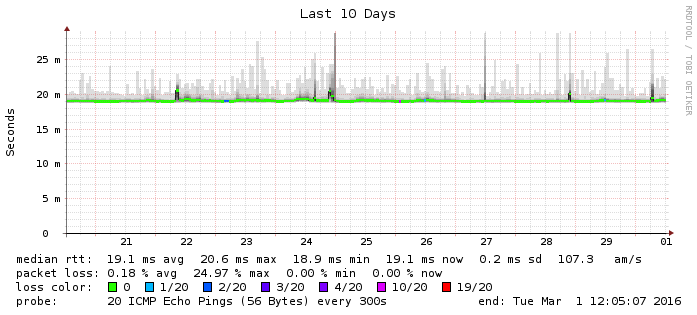 Last 10 Days
RRDTOOL / TOBI OETIKER
Seconds
25 m
20 m
15 m
10 m
5 m
0
21 22 23 24 25 26 27 28 29 01
median rtt: 19.1 ms avg 20.6 ms max 18.9 ms min 19.1 ms now 0.2 ms sd 107.3 am/s
packet loss: 0.18 % avg 24.97 % max 0.00 % min 0.00 % now
loss color: 0 1/20 2/20 3/20 4/20 10/20 19/20
probe: 20 ICMP Echo Pings (56 Bytes) every 300s end: Tue Mar 1 12:05:07 2016